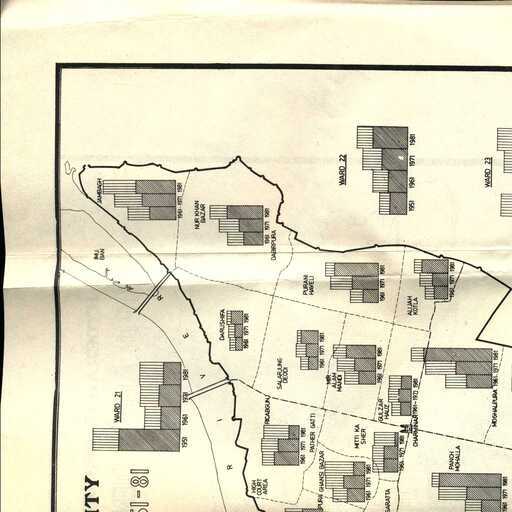 ITY
51-81
WARD 21
1951 1961 1971 1981
IMLI
BAN
JAMBAGH
1961 1971 1981
R I V E R
NUR KHAN
BAZAR
1961 1971 1981
DARUSHIFA
1961 1971 1981
HIGH
COURT
AREA
RICABGUNJ
1961 1971 1981
SALARJUNG
DEODI
1961 1971 1981
DABIRPURA
PATHER GATTI
PURANI
HAVELI
1961 1971 1981
PURA
GHANSI BAZAR
1961 1971 1981
MIR
ALAM
MANDI
1961 1971 1981
MITTI KA
SHER
1961 1971 1981
GULZAR
HAUZ
1961 1971 1981
WARD 22
1951 1961 1971 1981
GARATTA
CHARMINAR
ALIJAH
KOTLA
1961 1971 1981
PANCH
MOHALLA
1961 1971 1981
MOGHALPURA
1961 1971 1981
WARD 23